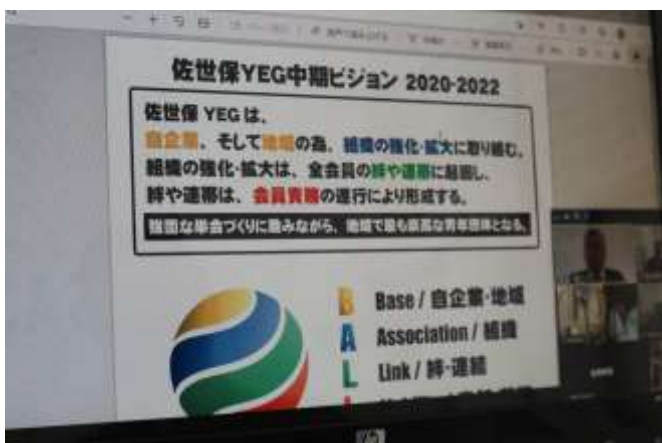 佐世保YEG中期ビジョン 2020-2022
佐世保 YEG は、
自企業、そして地域の為、組織の強化・拡大に取り組む。
組織の強化・拡大は、全会員の絆や連帯に起因し、
絆や連帯は、会員責務の遂行により形成する。
強固な単会づくりに励みながら、地域で最も崇高な青年団体となる。
B Base / 自企業・地域
A Association / 組織
L Link / 絆・連結
L
hp